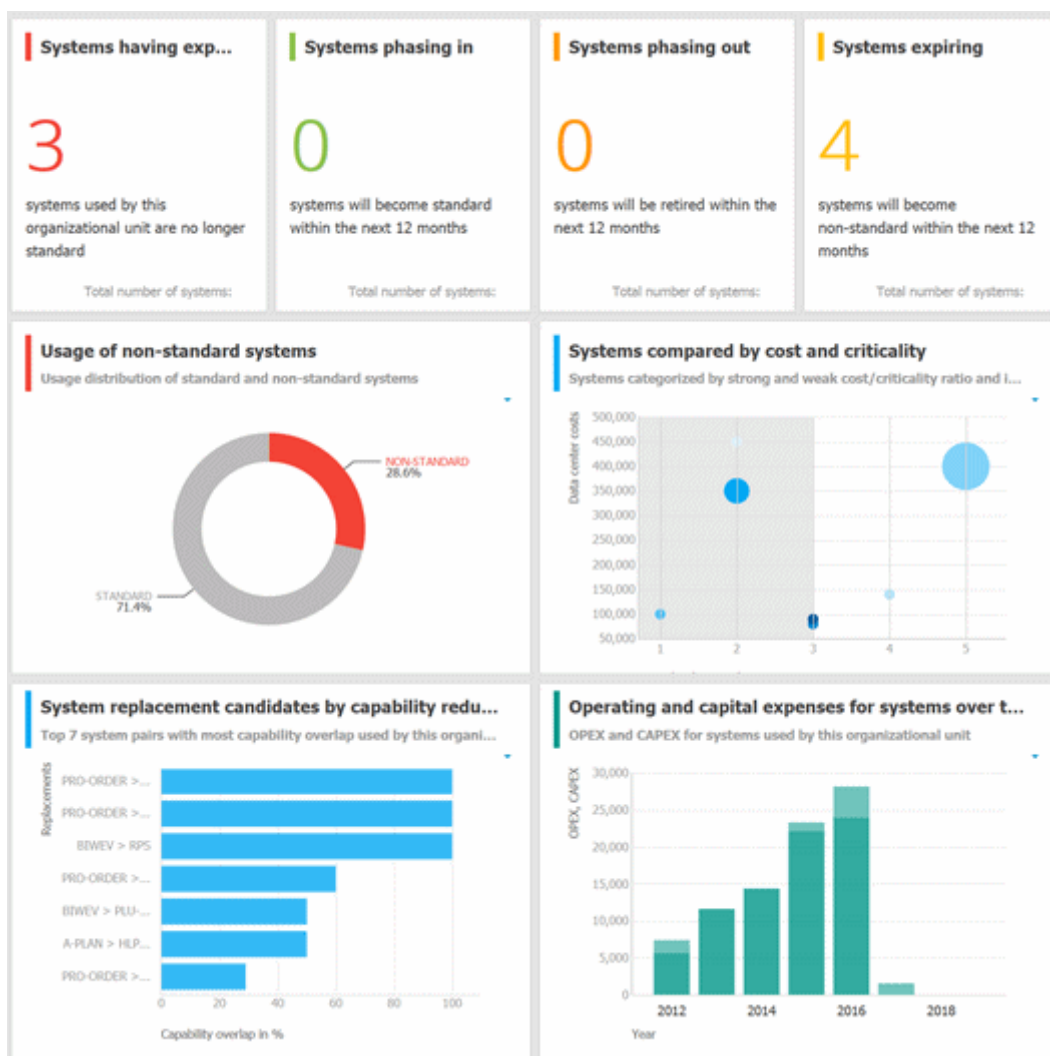 Systems having exp...
3
systems used by this
organizational unit are no longer
standard
Total number of systems:
Systems phasing in
0
systems will become standard
within the next 12 months
Total number of systems:
Systems phasing out
0
systems will be retired within the
next 12 months
Total number of systems:
Systems expiring
4
systems will become
non-standard within the next 12
months
Total number of systems:
Usage of non-standard systems
Usage distribution of standard and non-standard systems
NON-STANDARD
28.6%
STANDARD
71.4%
Systems compared by cost and criticality
Systems categorized by strong and weak cost/criticality ratio and i...
Data center costs
500,000
450,000
400,000
350,000
300,000
250,000
200,000
150,000
100,000
50,000
1 2 3 4 5
System replacement candidates by capability redu...
Top 7 system pairs with most capability overlap used by this organi...
Replacements
PRO-ORDER >...
PRO-ORDER >...
BIWEV > RPS
PRO-ORDER >...
BIWEV > PLU-...
A-PLAN > HLP...
PRO-ORDER >...
0 20 40 60 80 100
Capability overlap in %
Operating and capital expenses for systems over t...
OPEX and CAPEX for systems used by this organizational unit
OPEX, CAPEX
30,000
25,000
20,000
15,000
10,000
5,000
0
2012 2014 2016 2018
Year